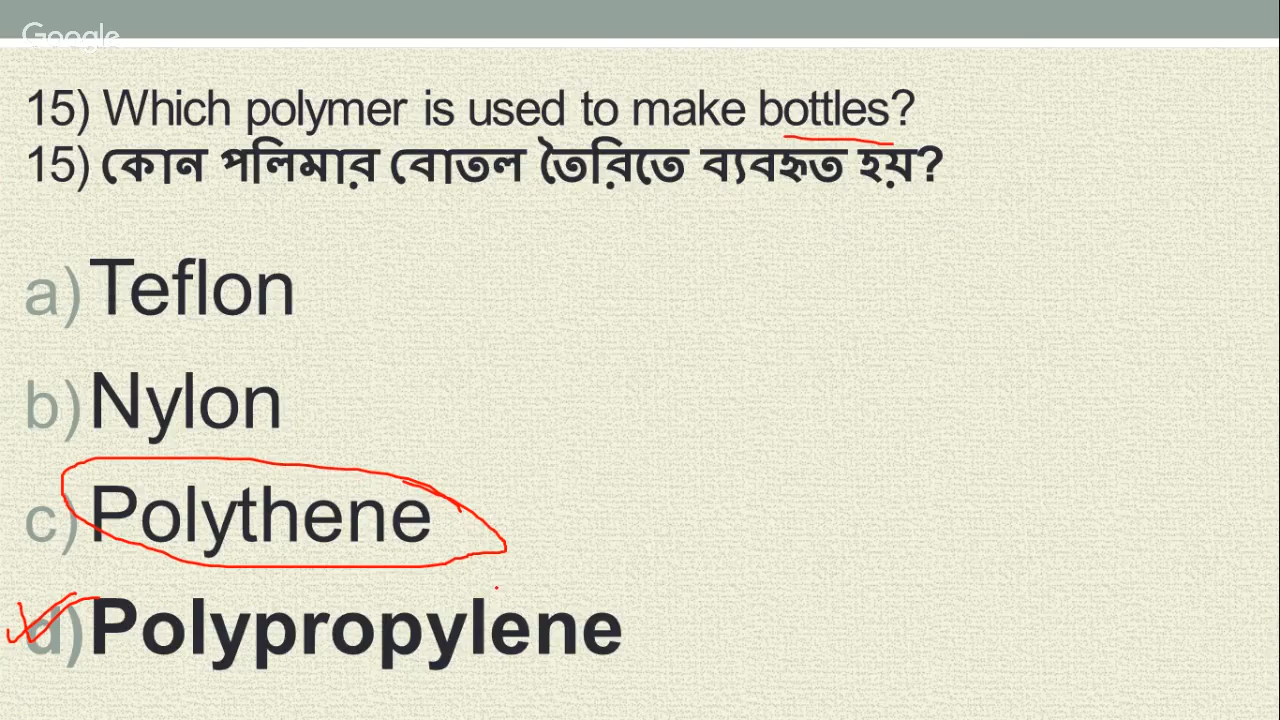 Google
15) Which polymer is used to make bottles?
15) কোন পলিমার বোতল তৈরিতে ব্যবহৃত হয়?
a) Teflon
b) Nylon
c) Polythene
d) Polypropylene